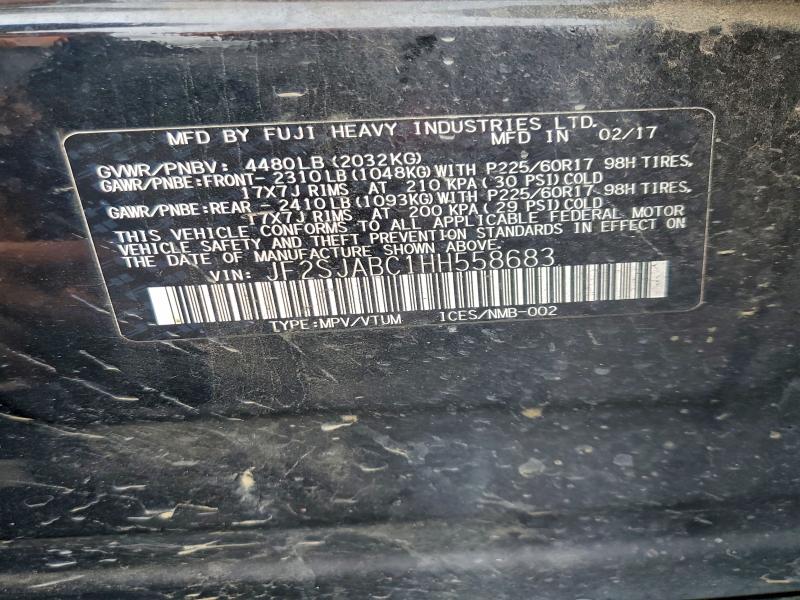 MFD BY FUJI HEAVY INDUSTRIES LTD.
MFD IN 02/17
GVWR/PNBV: 4480LB(2032KG)
GAWR/PNBE:FRONT- 2310LB(1048KG)WITH P225/60R17 98H TIRES,
17X7J RIMS AT 210 KPA(30 PSI)COLD
GAWR/PNBE:REAR - 2410LB(1093KG)WITH P225/60R17 98H TIRES,
17X7J RIMS AT 200 KPA(29 PSI)COLD
THIS VEHICLE CONFORMS TO ALL APPLICABLE FEDERAL MOTOR
VEHICLE SAFETY AND THEFT PREVENTION STANDARDS IN EFFECT ON
THE DATE OF MANUFACTURE SHOWN ABOVE.
VIN: JF2SJABC1HH558683
TYPE:MPV/VTUM ICES/NMB-002